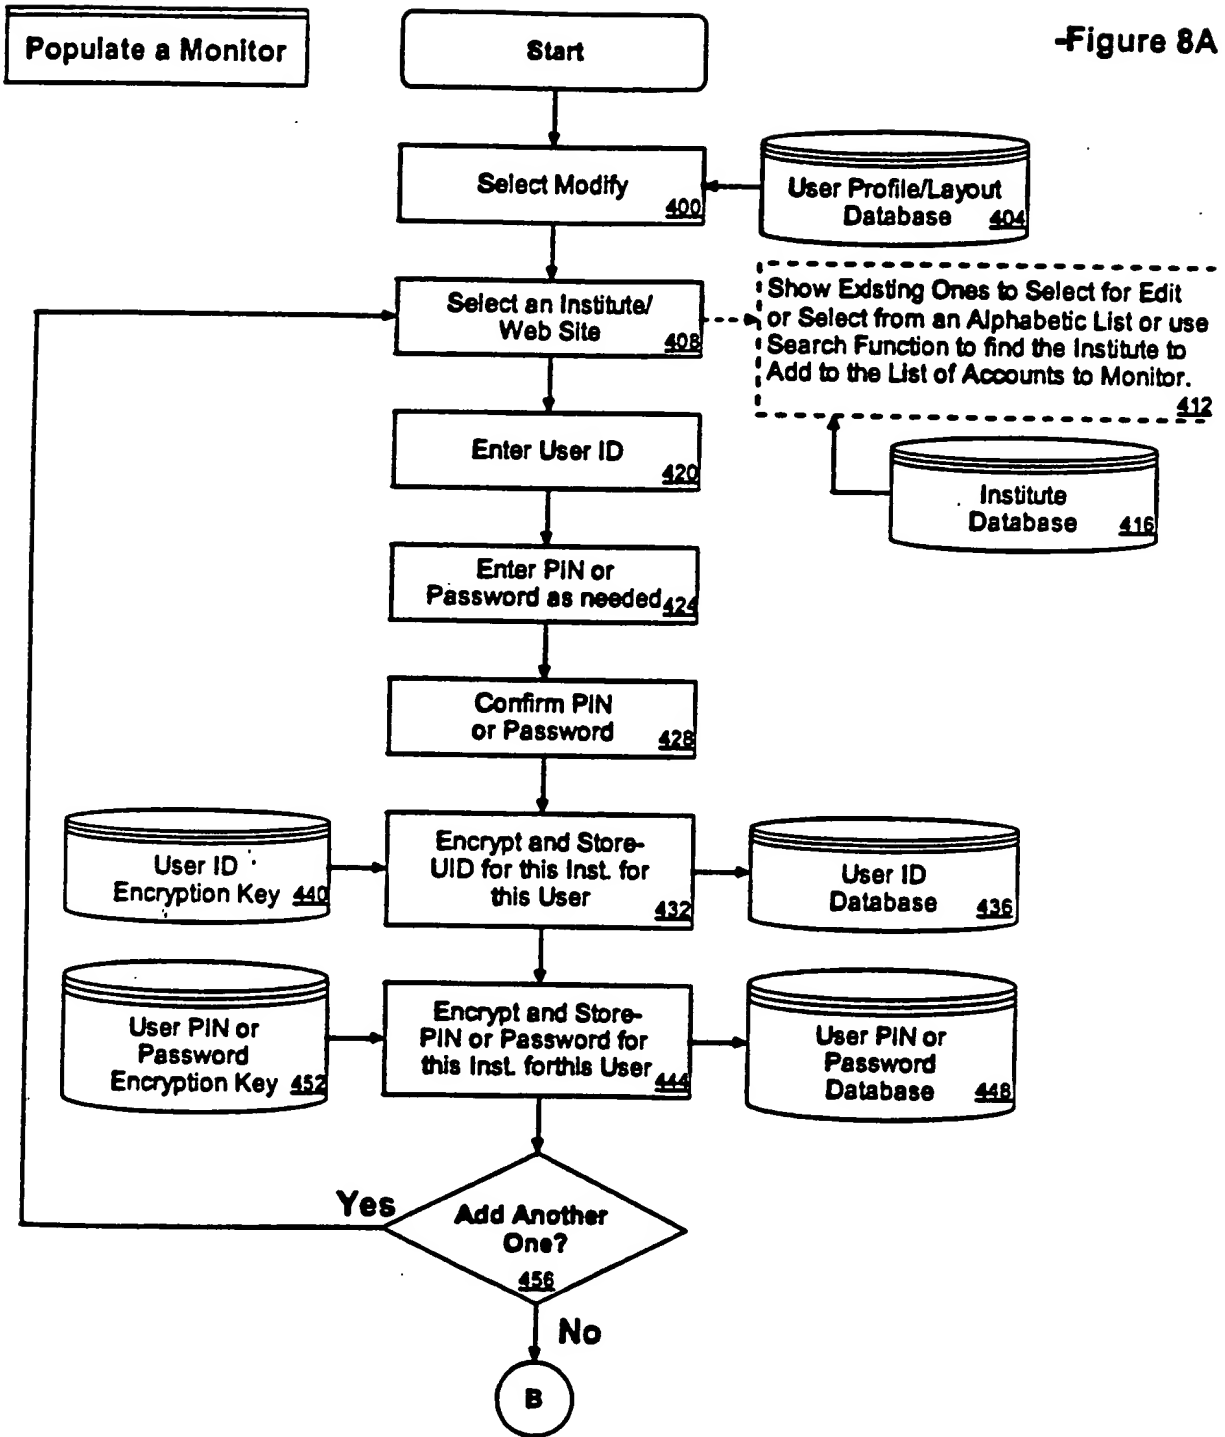 Populate a Monitor
Start
-Figure 8A
Select Modify
400
User Profile/Layout
Database 404
Select an Institute/
Web Site
408
Show Existing Ones to Select for Edit
or Select from an Alphabetic List or use
Search Function to find the Institute to
Add to the List of Accounts to Monitor.
412
Enter User ID
420
Institute
Database 416
Enter PIN or
Password as needed 424
Confirm PIN
or Password 428
User ID
Encryption Key 440
Encrypt and Store-
UID for this Inst. for
this User
432
User ID
Database 436
User PIN or
Password
Encryption Key 452
Encrypt and Store-
PIN or Password for
this Inst. forthis User 444
User PIN or
Password
Database 448
Yes
Add Another
One?
456
No
B